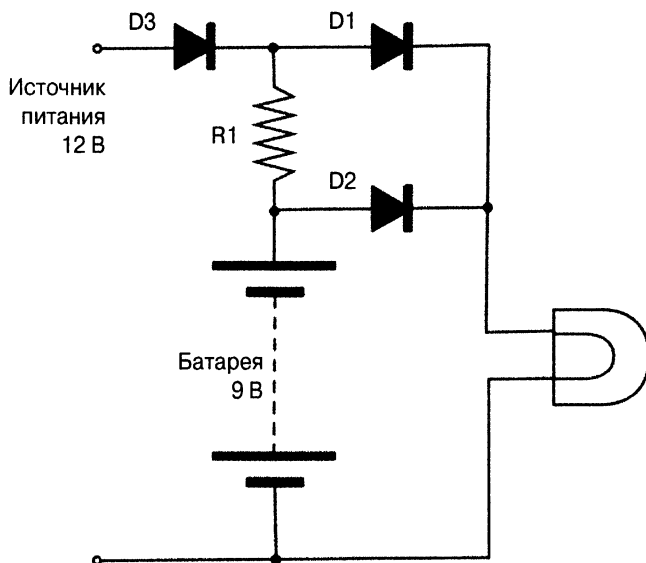 D3
D1
Источник
питания
12 В
R1
D2
Батарея
9 В